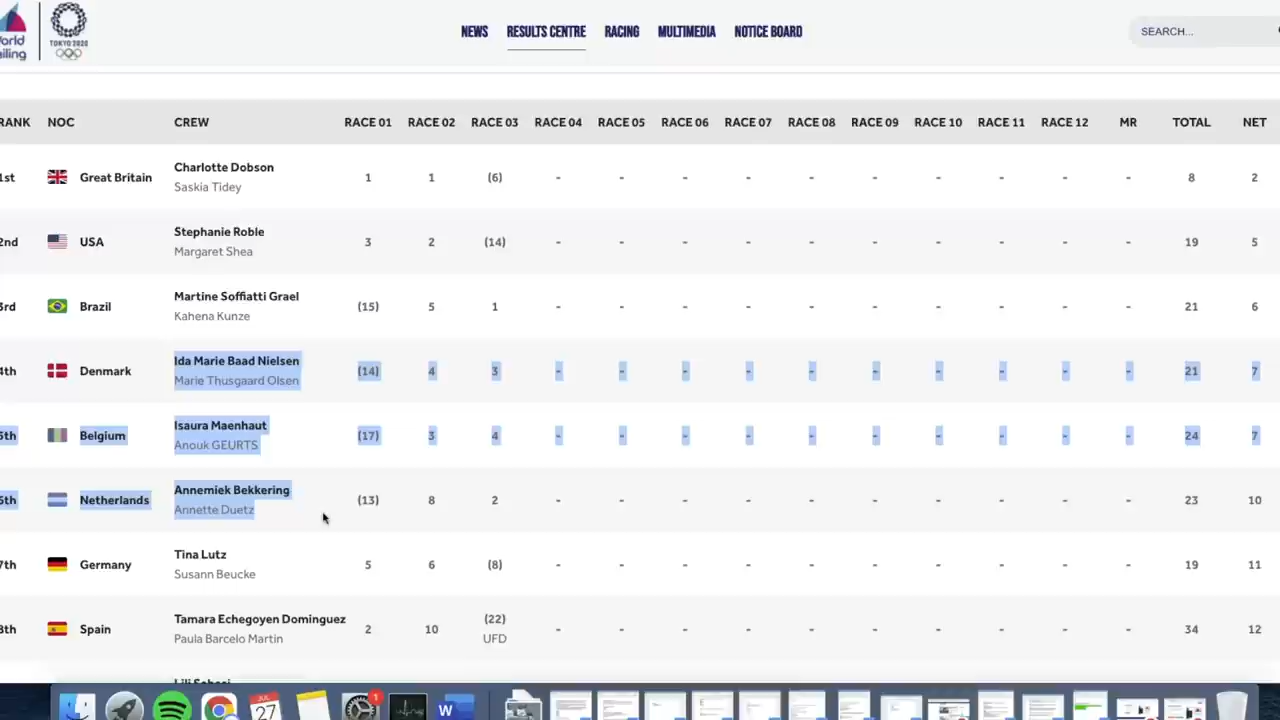 World
Sailing
TOKYO 2020
NEWS RESULTS CENTRE RACING MULTIMEDIA NOTICE BOARD
SEARCH...
RANK NOC CREW RACE 01 RACE 02 RACE 03 RACE 04 RACE 05 RACE 06 RACE 07 RACE 08 RACE 09 RACE 10 RACE 11 RACE 12 MR TOTAL NET
1st Great Britain Charlotte Dobson 1 1 (6) - - - - - - - - - - 8 2
Saskia Tidey
2nd USA Stephanie Roble 3 2 (14) - - - - - - - - - - 19 5
Margaret Shea
3rd Brazil Martine Soffiatti Grael (15) 5 1 - - - - - - - - - - 21 6
Kahena Kunze
4th Denmark Ida Marie Baad Nielsen (14) 4 3 - - - - - - - - - - 21 7
Marie Thusgaard Olsen
5th Belgium Isaura Maenhaut (17) 3 4 - - - - - - - - - - 24 7
Anouk GEURTS
6th Netherlands Annemiek Bekkering (13) 8 2 - - - - - - - - - - 23 10
Annette Duetz
7th Germany Tina Lutz 5 6 (8) - - - - - - - - - - 19 11
Susann Beucke
8th Spain Tamara Echegoyen Dominguez 2 10 (22) - - - - - - - - - - 34 12
Paula Barcelo Martin UFD
JUL
27
1
W